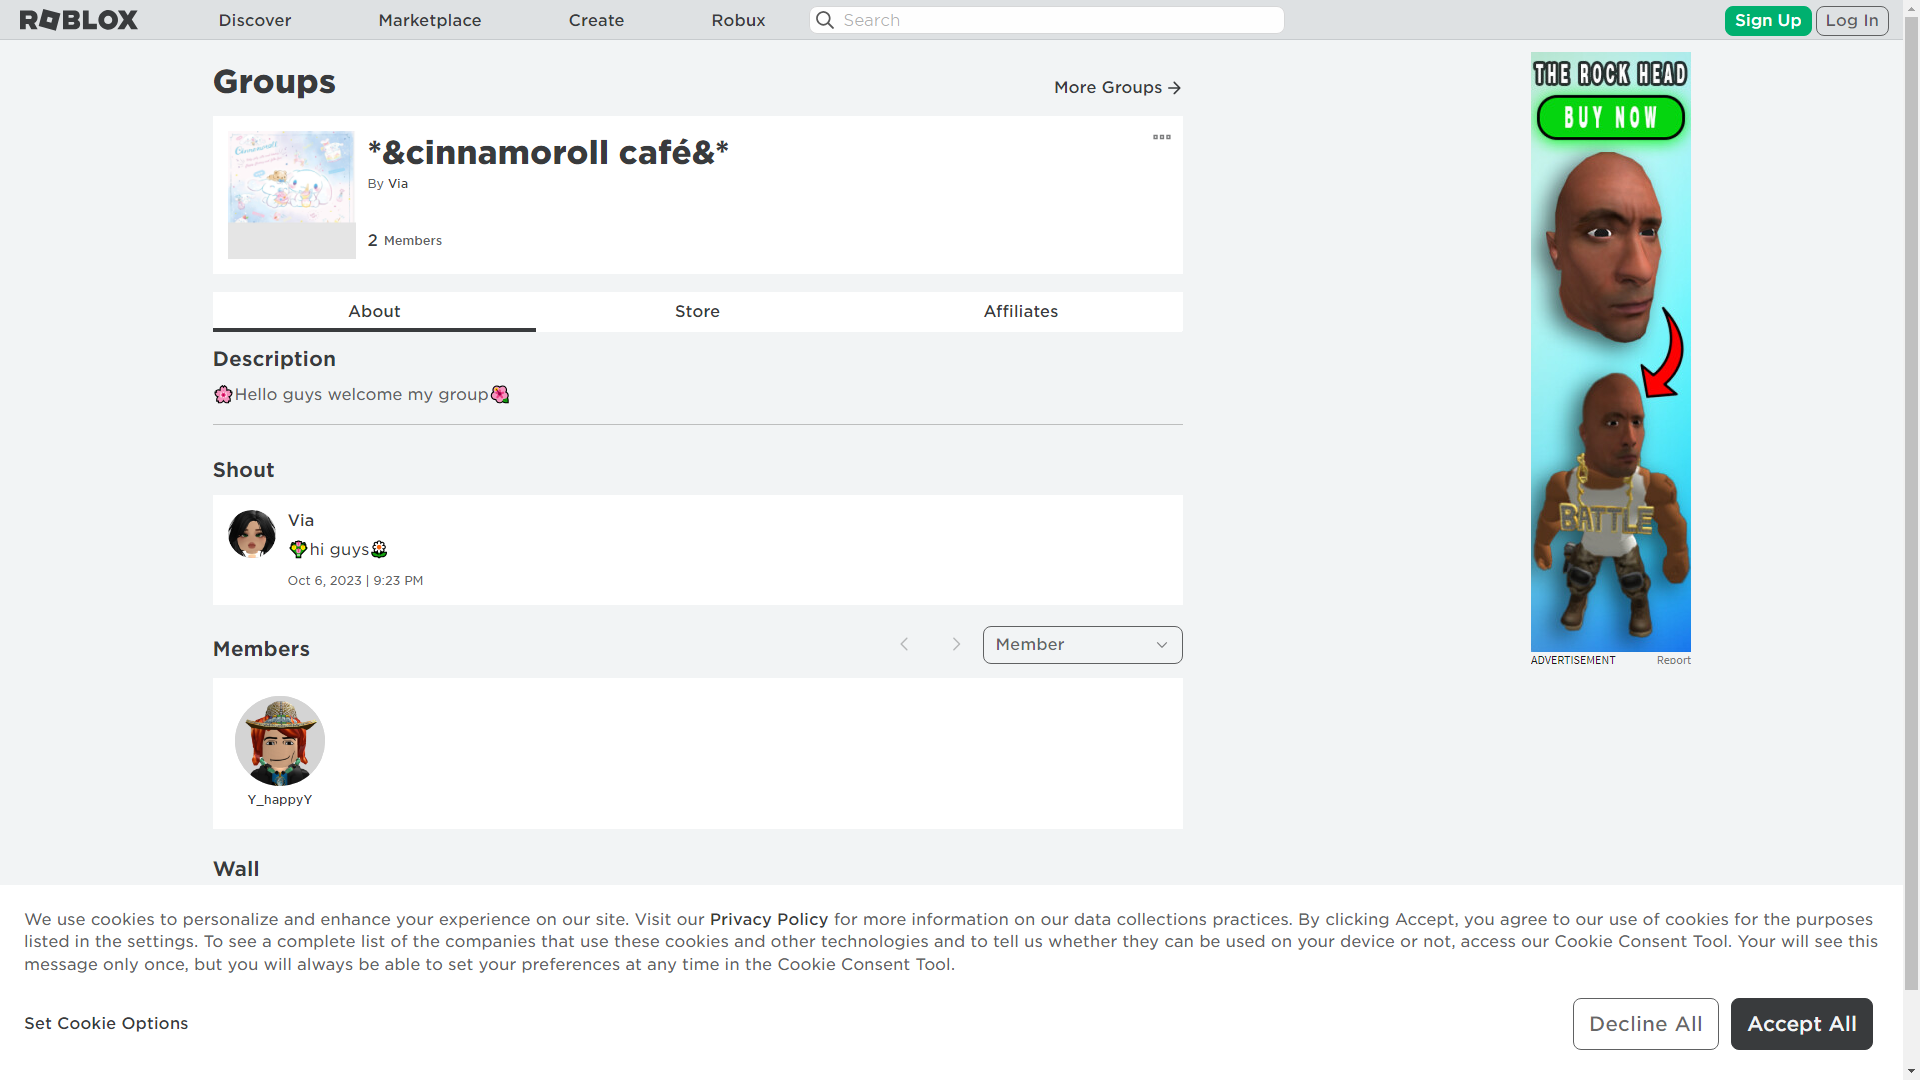 ROBLOX
Discover
Marketplace
Create
Robux
Search
Sign Up
Log In
Groups
More Groups →
*&cinnamoroll café&*
By Via
2 Members
About
Store
Affiliates
Description
🌸Hello guys welcome my group🌺
Shout
Via
💐hi guys🌼
Oct 6, 2023 | 9:23 PM
Members
Member
Y_happyY
Wall
THE ROCK HEAD
BUY NOW
BATTLE
ADVERTISEMENT
Report
We use cookies to personalize and enhance your experience on our site. Visit our Privacy Policy for more information on our data collections practices. By clicking Accept, you agree to our use of cookies for the purposes
listed in the settings. To see a complete list of the companies that use these cookies and other technologies and to tell us whether they can be used on your device or not, access our Cookie Consent Tool. Your will see this
message only once, but you will always be able to set your preferences at any time in the Cookie Consent Tool.
Set Cookie Options
Decline All
Accept All